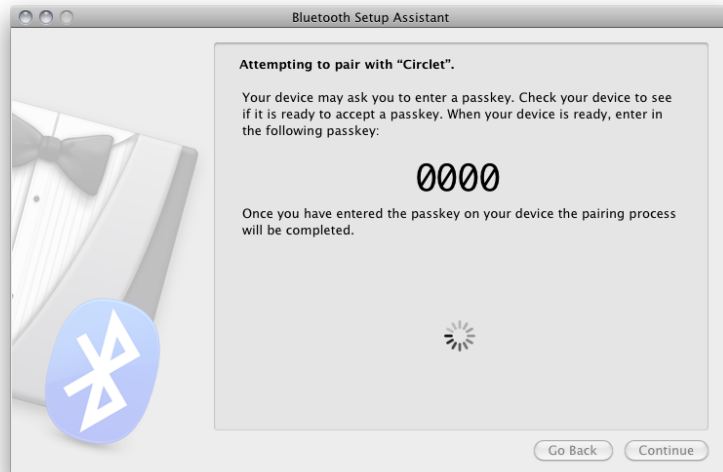 Bluetooth Setup Assistant
Attempting to pair with “Circlet”.
Your device may ask you to enter a passkey. Check your device to see
if it is ready to accept a passkey. When your device is ready, enter in
the following passkey:
0000
Once you have entered the passkey on your device the pairing process
will be completed.
Go Back
Continue